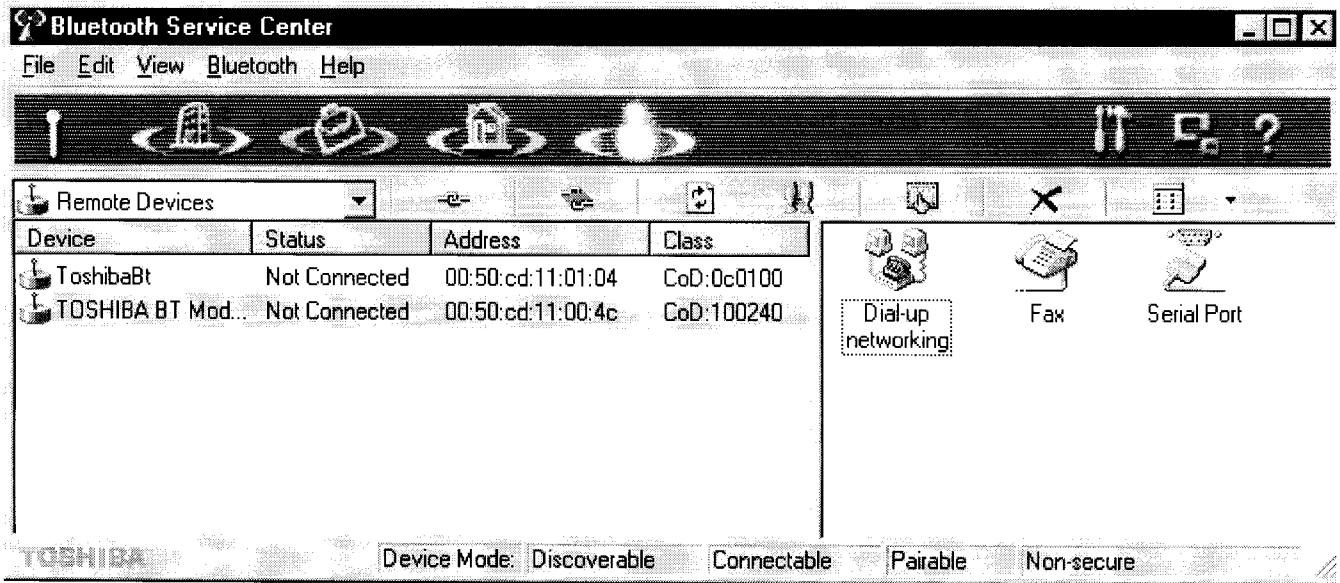 Bluetooth Service Center
File Edit View Bluetooth Help
Remote Devices
Device Status Address Class
ToshibaBt Not Connected 00:50:cd:11:01:04 CoD:0c0100
TOSHIBA BT Mod... Not Connected 00:50:cd:11:00:4c CoD:100240
Dial-up networking
Fax
Serial Port
TOSHIBA Device Mode: Discoverable Connectable Pairable Non-secure